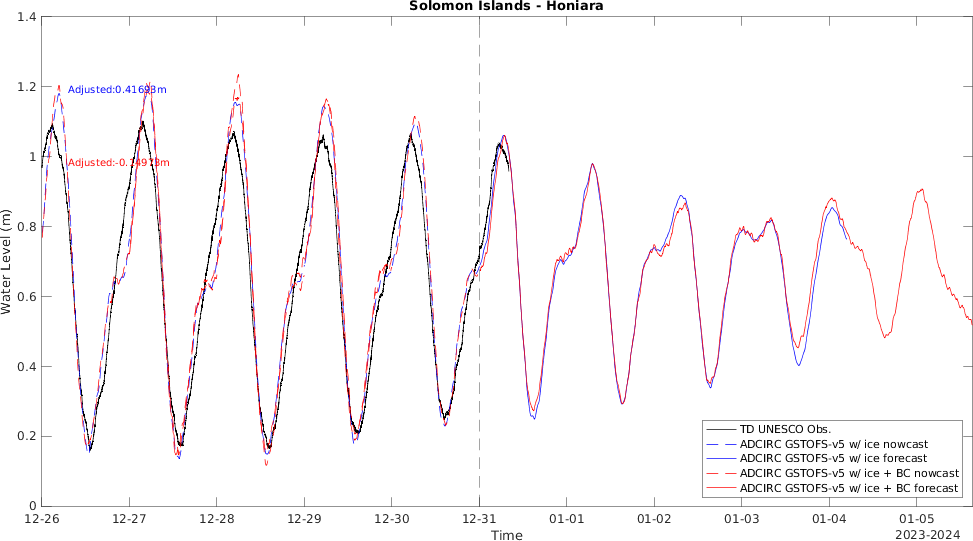 Solomon Islands - Honiara
1.4
1.2
1
0.8
0.6
0.4
0.2
0
Water Level (m)
Adjusted:0.41693m
12-26
12-27
12-28
12-29
12-30
12-31
01-01
01-02
01-03
01-04
01-05
Time
2023-2024
TD UNESCO Obs.
ADCIRC GSTOFS-v5 w/ ice nowcast
ADCIRC GSTOFS-v5 w/ ice forecast
ADCIRC GSTOFS-v5 w/ ice + BC nowcast
ADCIRC GSTOFS-v5 w/ ice + BC forecast